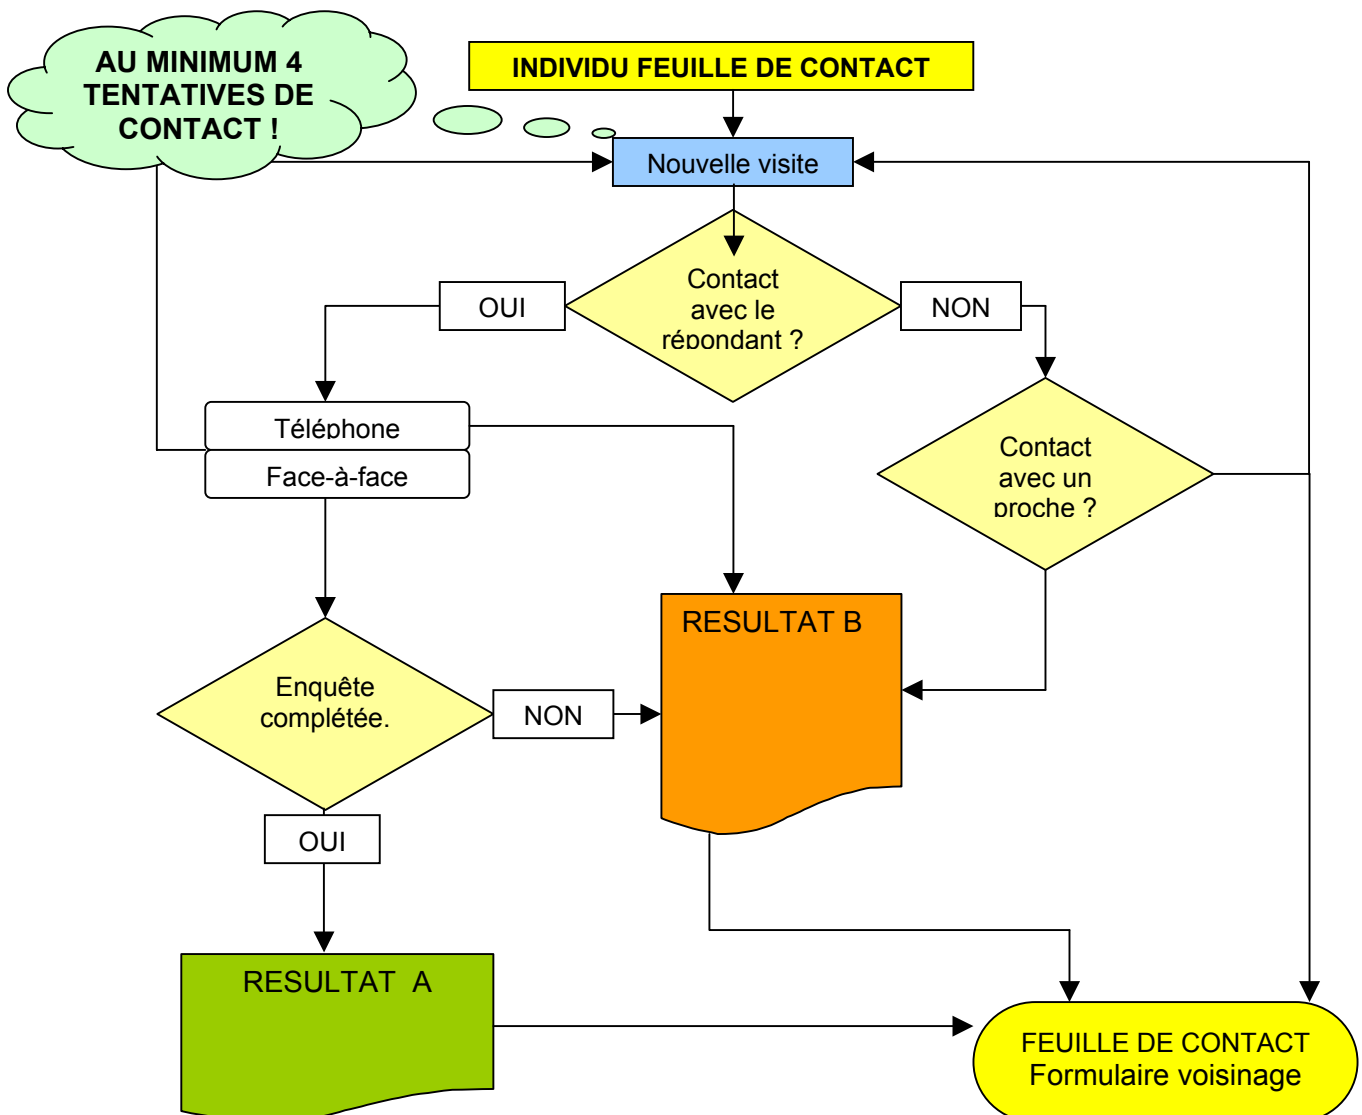 AU MINIMUM 4
TENTATIVES DE
CONTACT !
INDIVIDU FEUILLE DE CONTACT
Nouvelle visite
Contact
avec le
répondant ?
OUI
NON
Téléphone
Face-à-face
Contact
avec un
proche ?
RESULTAT B
Enquête
complétée.
NON
OUI
RESULTAT A
FEUILLE DE CONTACT
Formulaire voisinage